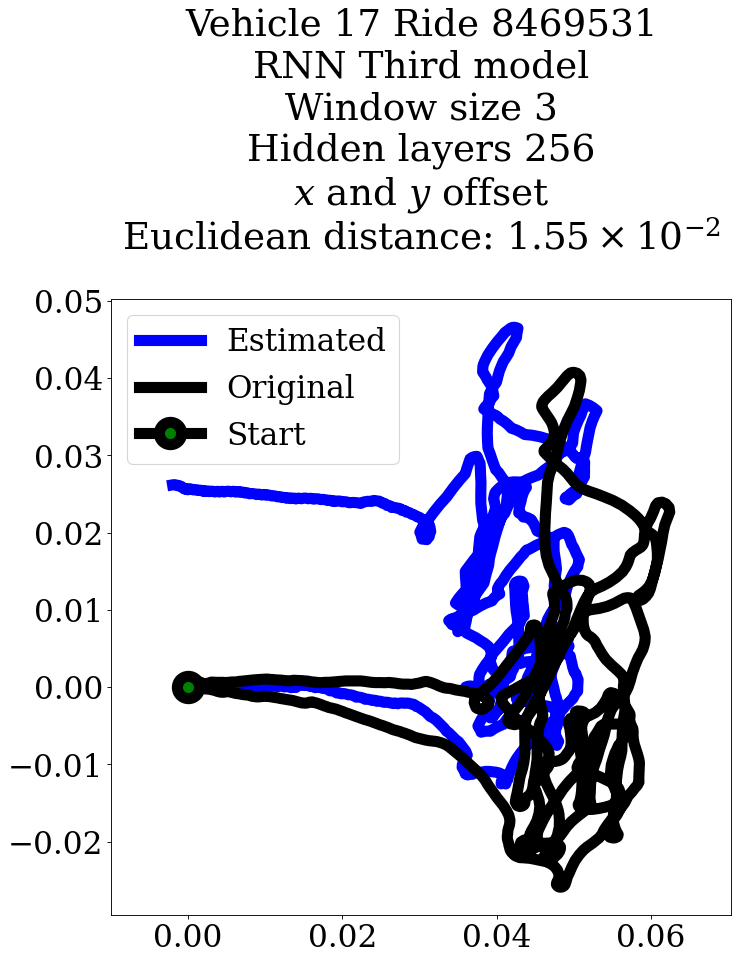 Vehicle 17 Ride 8469531
RNN Third model
Window size 3
Hidden layers 256
x and y offset
Euclidean distance: 1.55 × 10⁻²
Estimated
Original
Start
0.05
0.04
0.03
0.02
0.01
0.00
−0.01
−0.02
0.00 0.02 0.04 0.06